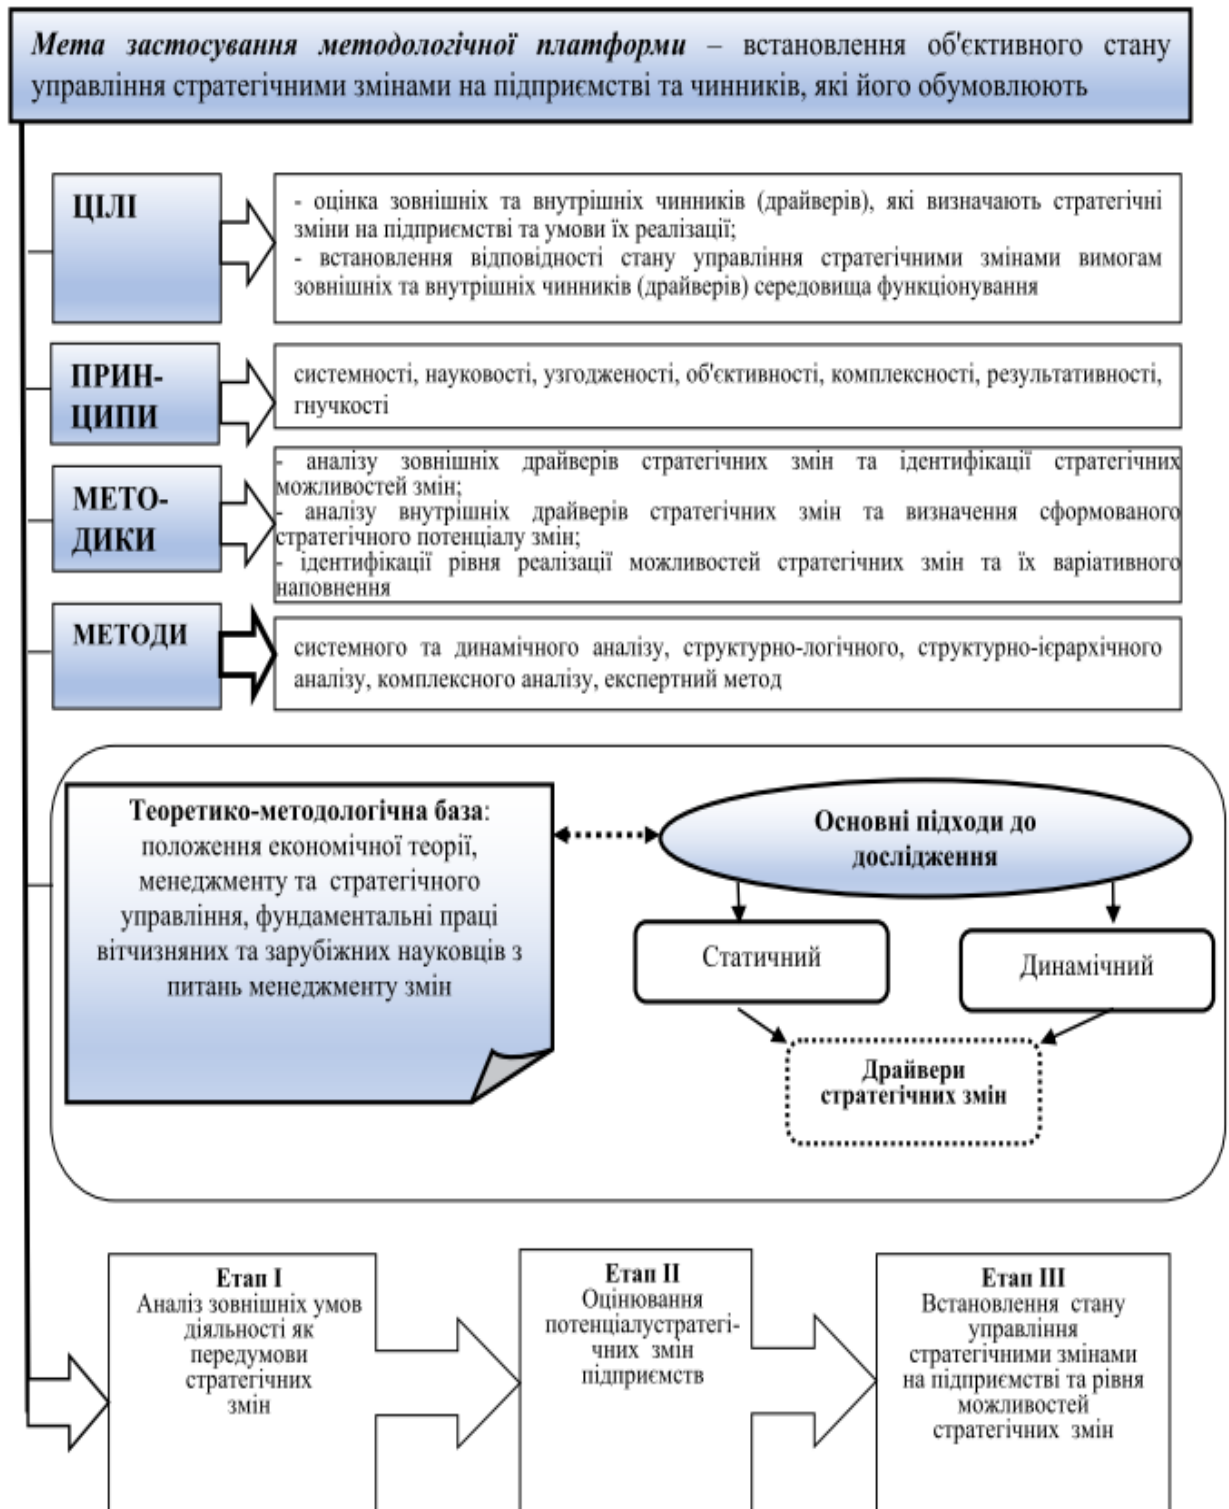 Мета застосування методологічної платформи – встановлення об'єктивного стану
управління стратегічними змінами на підприємстві та чинників, які його обумовлюють
ЦІЛІ
- оцінка зовнішніх та внутрішніх чинників (драйверів), які визначають стратегічні
зміни на підприємстві та умови їх реалізації;
- встановлення відповідності стану управління стратегічними змінами вимогам
зовнішніх та внутрішніх чинників (драйверів) середовища функціонування
ПРИН-
ЦИПИ
системності, науковості, узгодженості, об'єктивності, комплексності, результативності,
гнучкості
МЕТО-
ДИКИ
- аналізу зовнішніх драйверів стратегічних змін та ідентифікації стратегічних
можливостей змін;
- аналізу внутрішніх драйверів стратегічних змін та визначення сформованого
стратегічного потенціалу змін;
- ідентифікації рівня реалізації можливостей стратегічних змін та їх варіативного
наповнення
МЕТОДИ
системного та динамічного аналізу, структурно-логічного, структурно-ієрархічного
аналізу, комплексного аналізу, експертний метод
Теоретико-методологічна база:
положення економічної теорії,
менеджменту та стратегічного
управління, фундаментальні праці
вітчизняних та зарубіжних науковців з
питань менеджменту змін
Основні підходи до
дослідження
Статичний
Динамічний
Драйвери
стратегічних змін
Етап І
Аналіз зовнішніх умов
діяльності як
передумови
стратегічних
змін
Етап ІІ
Оцінювання
потенціалустратегі-
чних змін
підприємств
Етап ІІІ
Встановлення стану
управління
стратегічними змінами
на підприємстві та рівня
можливостей
стратегічних змін